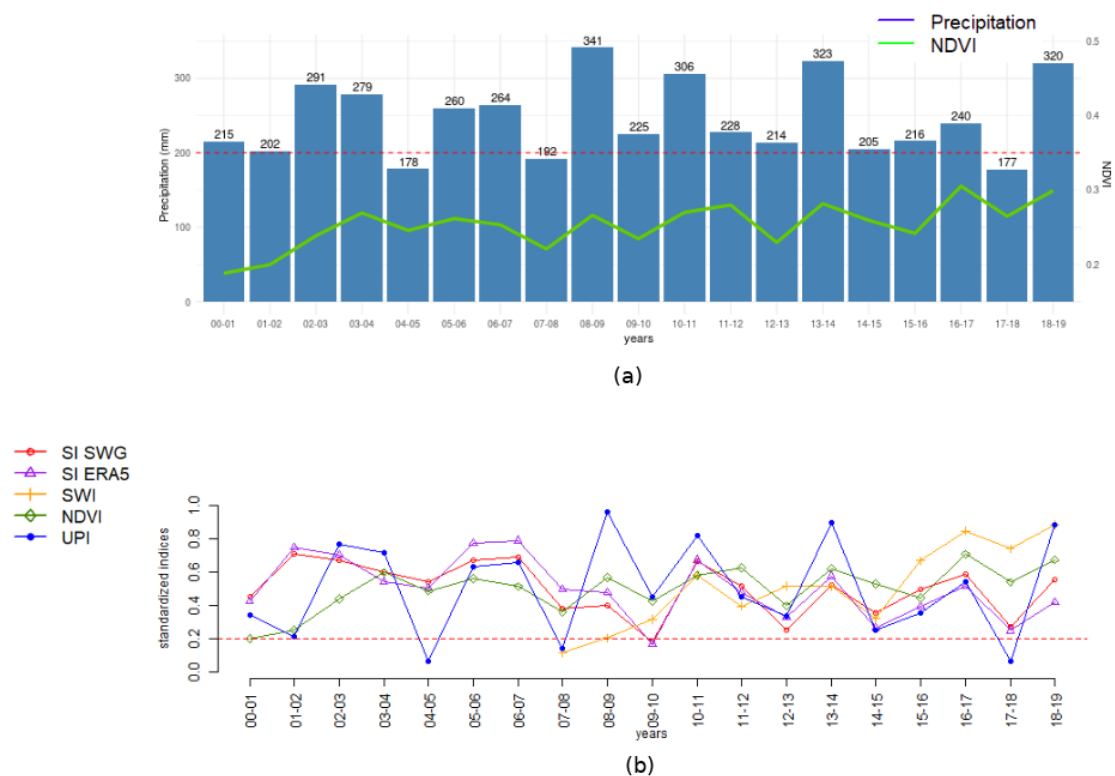 Precipitation
NDVI
Precipitation (mm)
300
200
100
0
215
202
291
279
178
260
264
192
341
225
306
228
214
323
205
216
240
177
320
0.5
0.4
0.3
0.2
NDVI
00-01 01-02 02-03 03-04 04-05 05-06 06-07 07-08 08-09 09-10 10-11 11-12 12-13 13-14 14-15 15-16 16-17 17-18 18-19
years
(a)
SI SWG
SI ERA5
SWI
NDVI
UPI
standardized indices
1.0
0.8
0.6
0.4
0.2
0.0
00-01 01-02 02-03 03-04 04-05 05-06 06-07 07-08 08-09 09-10 10-11 11-12 12-13 13-14 14-15 15-16 16-17 17-18 18-19
years
(b)